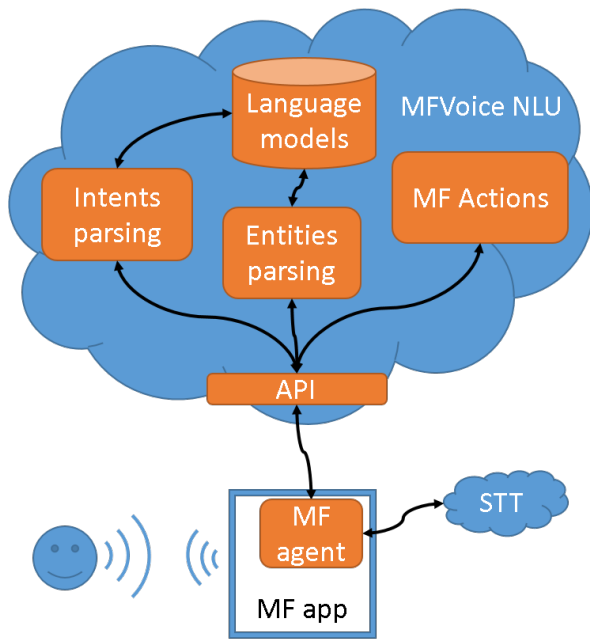 Language
models
MFVoice NLU
Intents
parsing
Entities
parsing
MF Actions
API
MF
agent
STT
MF app